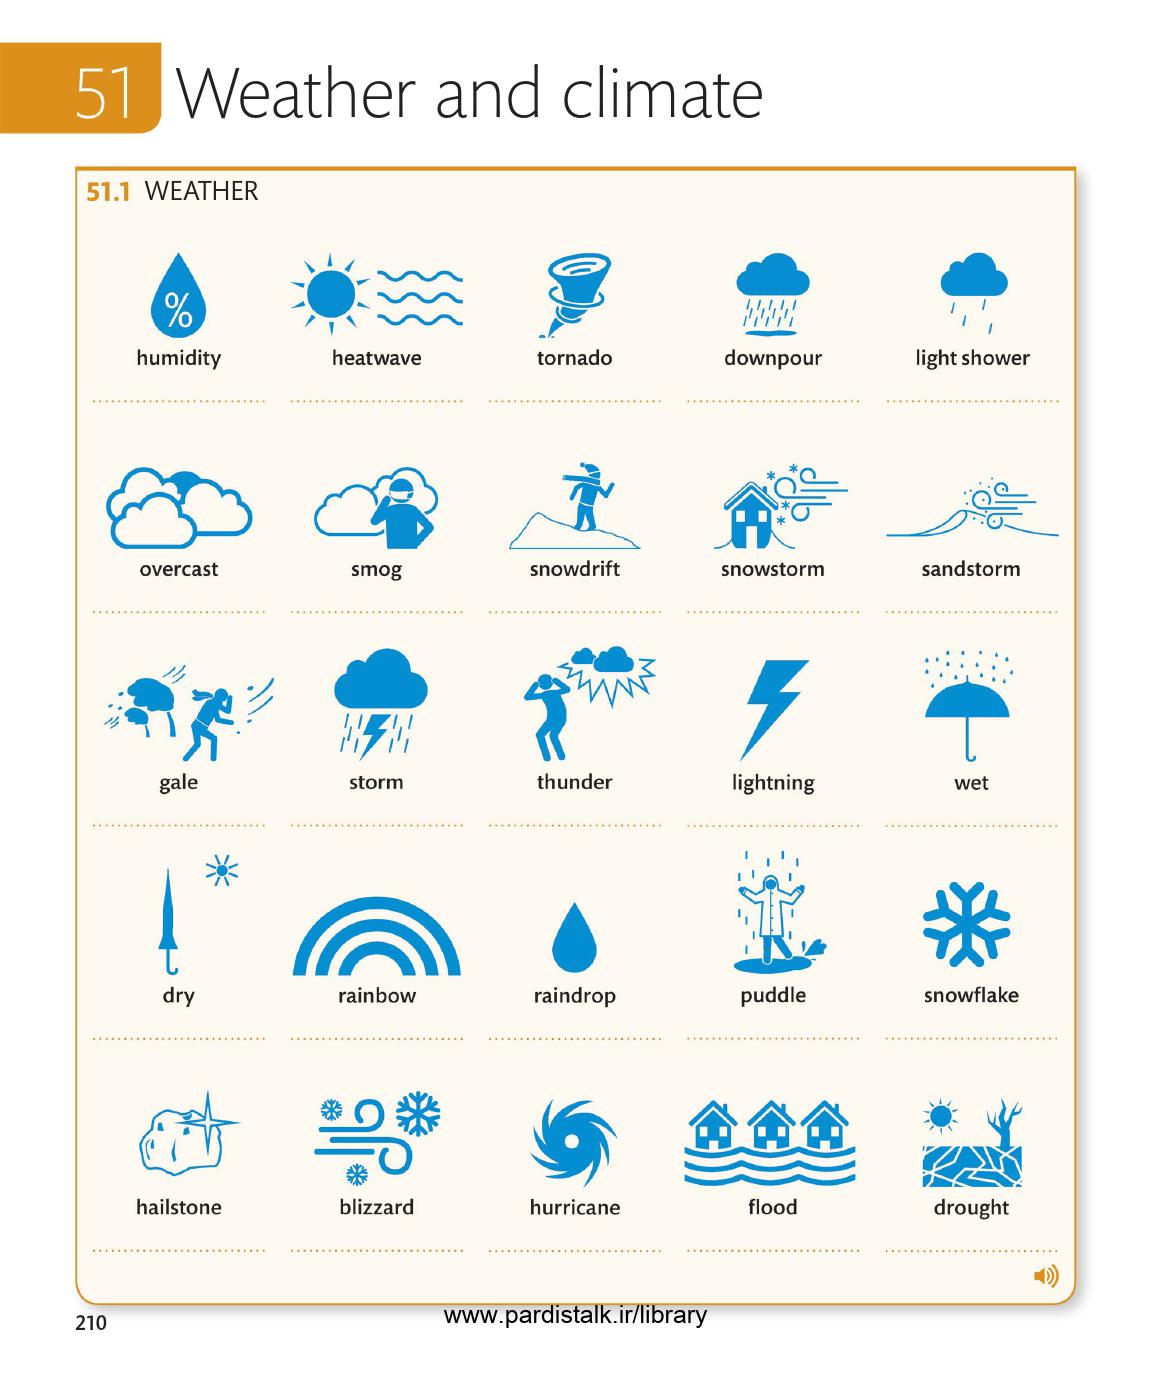 51 Weather and climate
51.1 WEATHER
%
humidity heatwave tornado downpour light shower
overcast smog snowdrift snowstorm sandstorm
gale storm thunder lightning wet
dry rainbow raindrop puddle snowflake
hailstone blizzard hurricane flood drought
210 www.pardistalk.ir/library